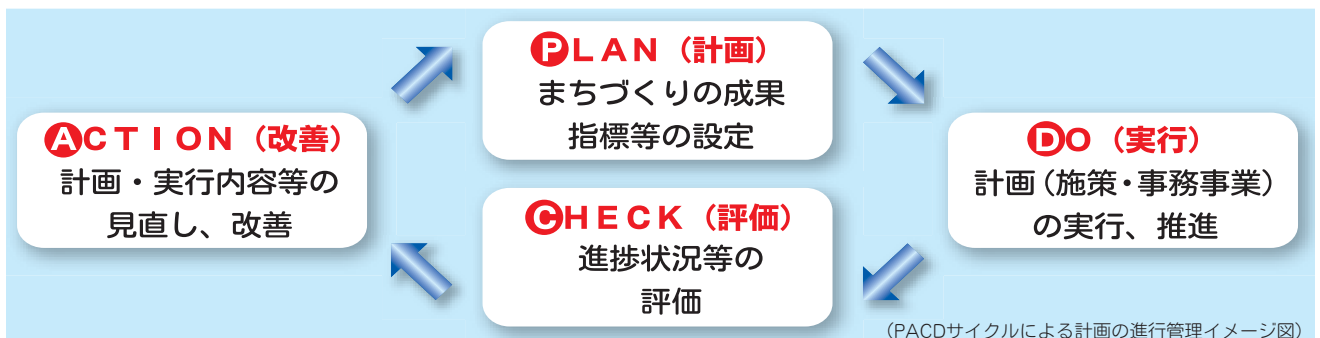 PLAN（計画）
まちづくりの成果
指標等の設定
ACTION（改善）
計画・実行内容等の
見直し、改善
DO（実行）
計画（施策・事務事業）
の実行、推進
CHECK（評価）
進捗状況等の
評価
（PACDサイクルによる計画の進行管理イメージ図）